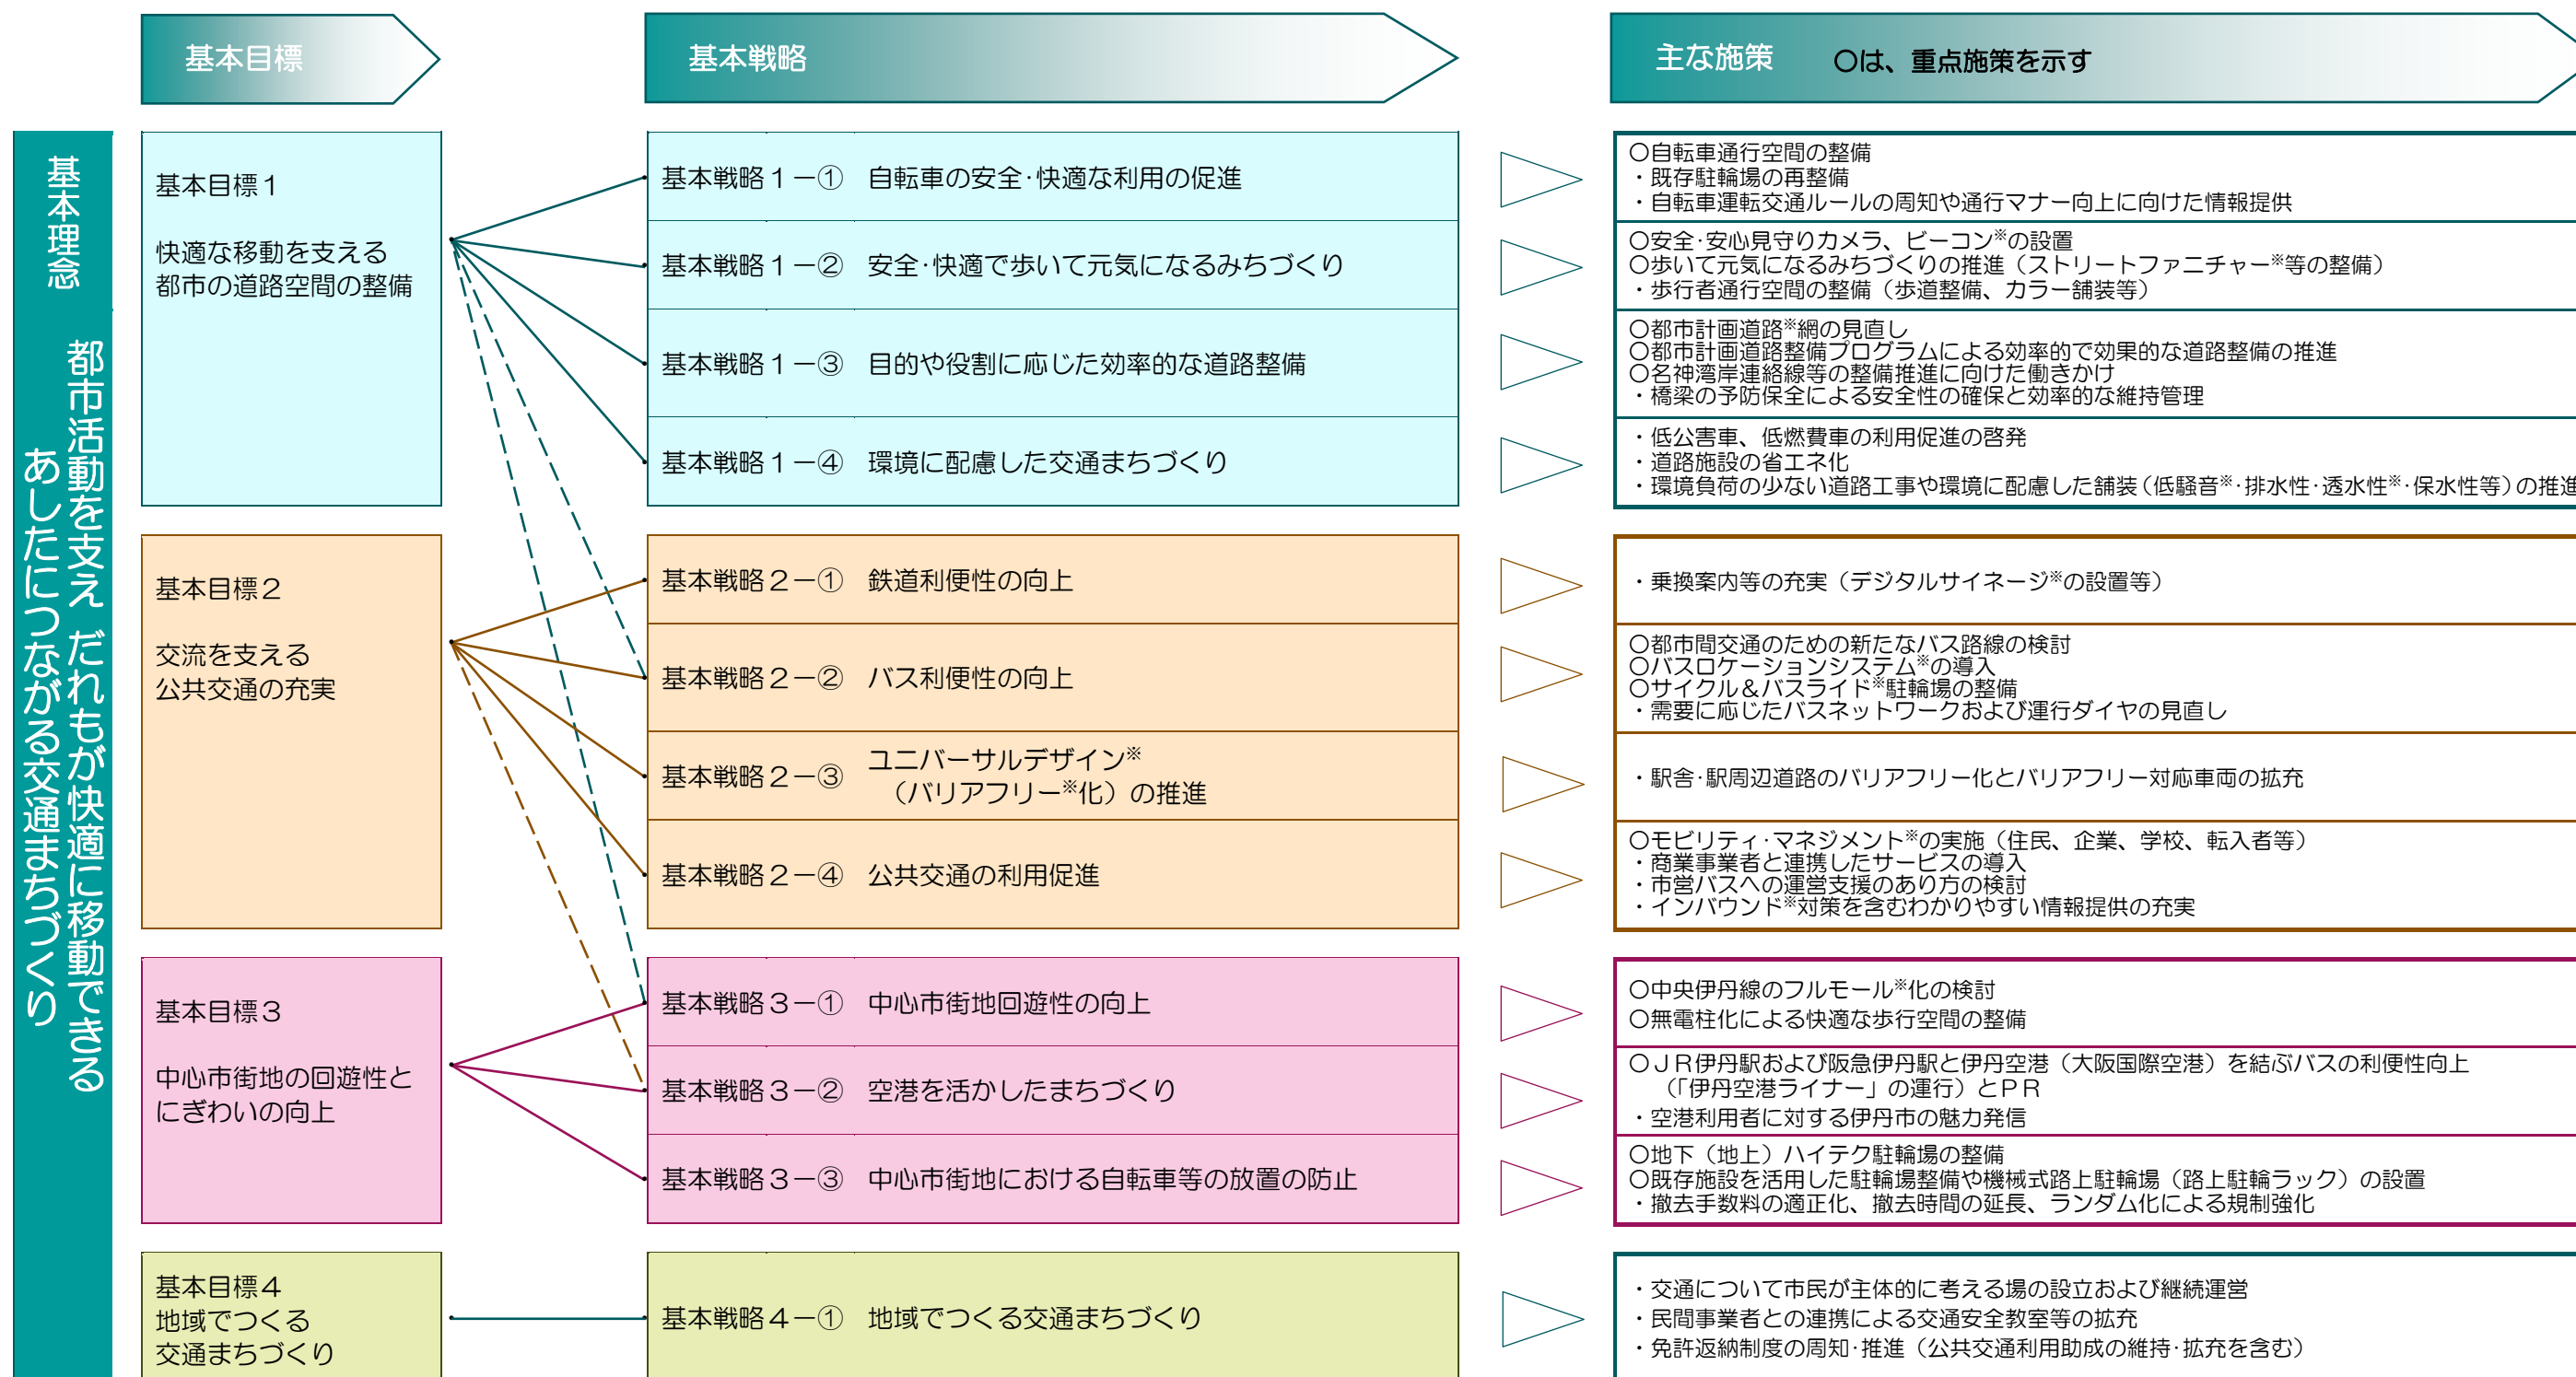 基本目標
基本戦略
主な施策　〇は、重点施策を示す
基本理念
都市活動を支え だれもが快適に移動できる
あしたにつながる交通まちづくり
基本目標１
快適な移動を支える
都市の道路空間の整備
基本戦略１－① 自転車の安全･快適な利用の促進
〇自転車通行空間の整備
・既存駐輪場の再整備
・自転車運転交通ルールの周知や通行マナー向上に向けた情報提供
基本戦略１－② 安全･快適で歩いて元気になるみちづくり
〇安全･安心見守りカメラ、ビーコン※の設置
〇歩いて元気になるみちづくりの推進（ストリートファニチャー※等の整備）
・歩行者通行空間の整備（歩道整備、カラー舗装等）
基本戦略１－③ 目的や役割に応じた効率的な道路整備
〇都市計画道路※網の見直し
〇都市計画道路整備プログラムによる効率的で効果的な道路整備の推進
〇名神湾岸連絡線等の整備推進に向けた働きかけ
・橋梁の予防保全による安全性の確保と効率的な維持管理
基本戦略１－④ 環境に配慮した交通まちづくり
・低公害車、低燃費車の利用促進の啓発
・道路施設の省エネ化
・環境負荷の少ない道路工事や環境に配慮した舗装（低騒音※･排水性･透水性※･保水性等）の推進
基本目標２
交流を支える
公共交通の充実
基本戦略２－① 鉄道利便性の向上
・乗換案内等の充実（デジタルサイネージ※の設置等）
基本戦略２－② バス利便性の向上
〇都市間交通のための新たなバス路線の検討
〇バスロケーションシステム※の導入
〇サイクル＆バスライド※駐輪場の整備
・需要に応じたバスネットワークおよび運行ダイヤの見直し
基本戦略２－③ ユニバーサルデザイン※
（バリアフリー※化）の推進
・駅舎･駅周辺道路のバリアフリー化とバリアフリー対応車両の拡充
基本戦略２－④ 公共交通の利用促進
〇モビリティ･マネジメント※の実施（住民、企業、学校、転入者等）
・商業事業者と連携したサービスの導入
・市営バスへの運営支援のあり方の検討
・インバウンド※対策を含むわかりやすい情報提供の充実
基本目標３
中心市街地の回遊性と
にぎわいの向上
基本戦略３－① 中心市街地回遊性の向上
〇中央伊丹線のフルモール※化の検討
〇無電柱化による快適な歩行空間の整備
基本戦略３－② 空港を活かしたまちづくり
〇ＪＲ伊丹駅および阪急伊丹駅と伊丹空港（大阪国際空港）を結ぶバスの利便性向上
（「伊丹空港ライナー」の運行）とＰＲ
・空港利用者に対する伊丹市の魅力発信
基本戦略３－③ 中心市街地における自転車等の放置の防止
〇地下（地上）ハイテク駐輪場の整備
〇既存施設を活用した駐輪場整備や機械式路上駐輪場（路上駐輪ラック）の設置
・撤去手数料の適正化、撤去時間の延長、ランダム化による規制強化
基本目標４
地域でつくる
交通まちづくり
基本戦略４－① 地域でつくる交通まちづくり
・交通について市民が主体的に考える場の設立および継続運営
・民間事業者との連携による交通安全教室等の拡充
・免許返納制度の周知･推進（公共交通利用助成の維持･拡充を含む）